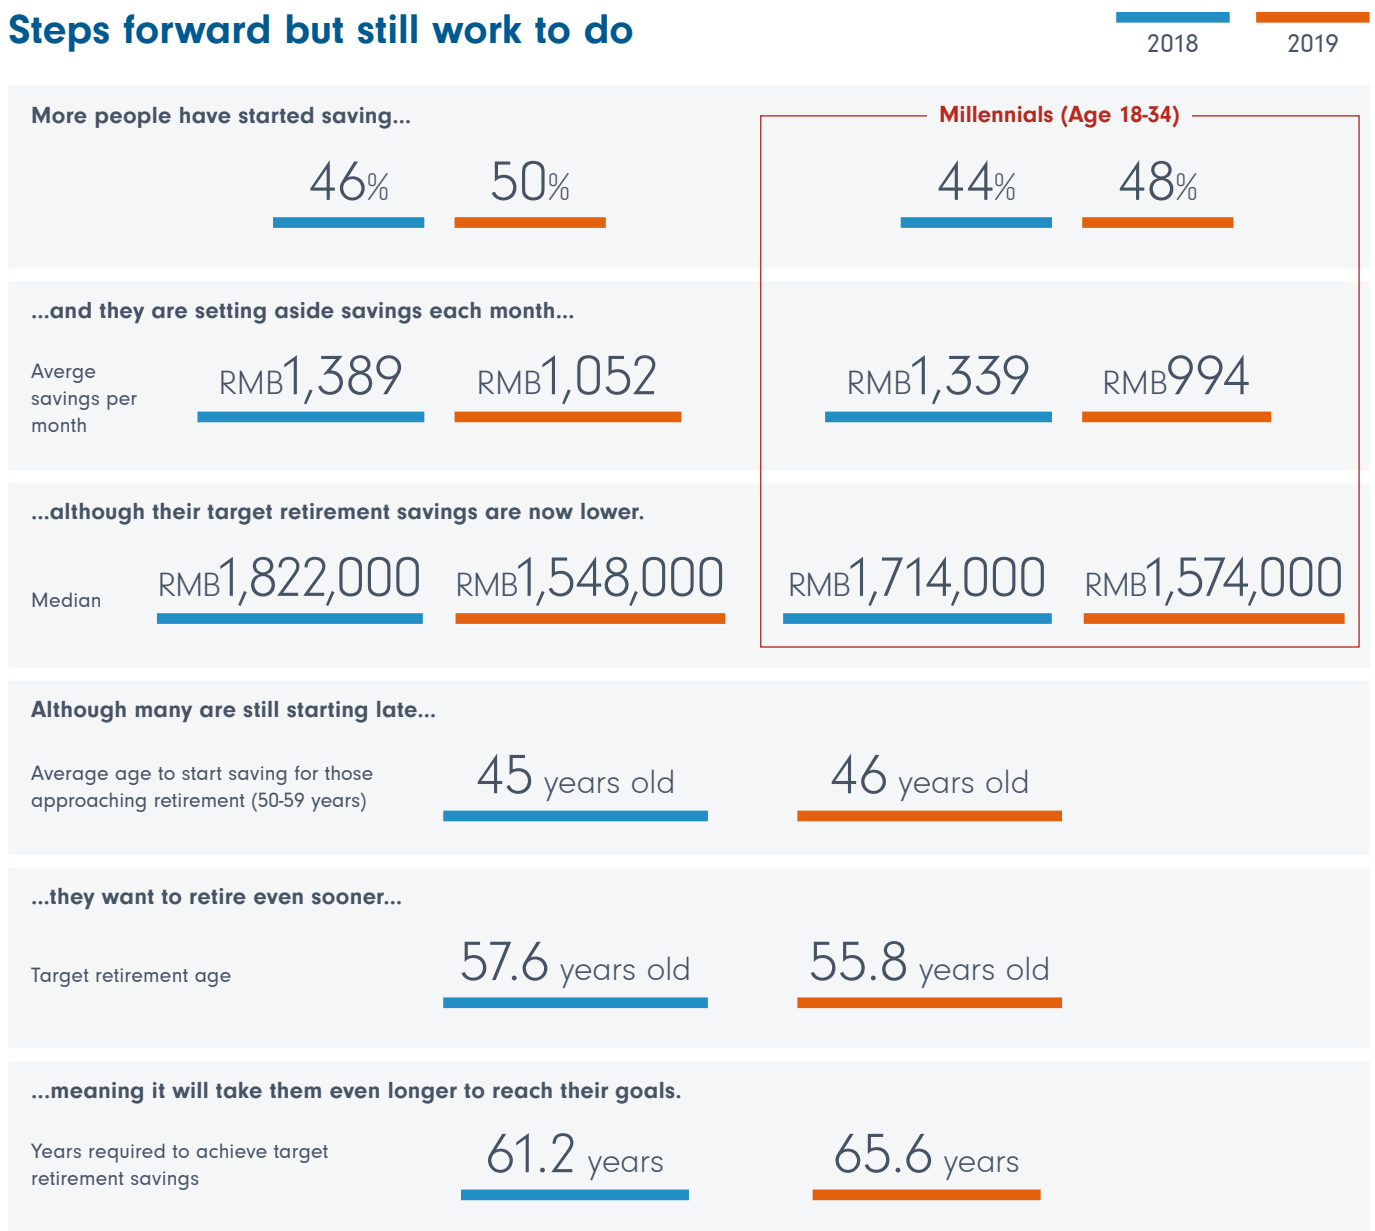 Steps forward but still work to do
2018 2019
More people have started saving...
Millennials (Age 18-34)
46% 50% 44% 48%
...and they are setting aside savings each month...
Averge
savings per
month
RMB1,389 RMB1,052 RMB1,339 RMB994
...although their target retirement savings are now lower.
Median
RMB1,822,000 RMB1,548,000 RMB1,714,000 RMB1,574,000
Although many are still starting late...
Average age to start saving for those
approaching retirement (50-59 years)
45 years old 46 years old
...they want to retire even sooner...
Target retirement age
57.6 years old 55.8 years old
...meaning it will take them even longer to reach their goals.
Years required to achieve target
retirement savings
61.2 years 65.6 years